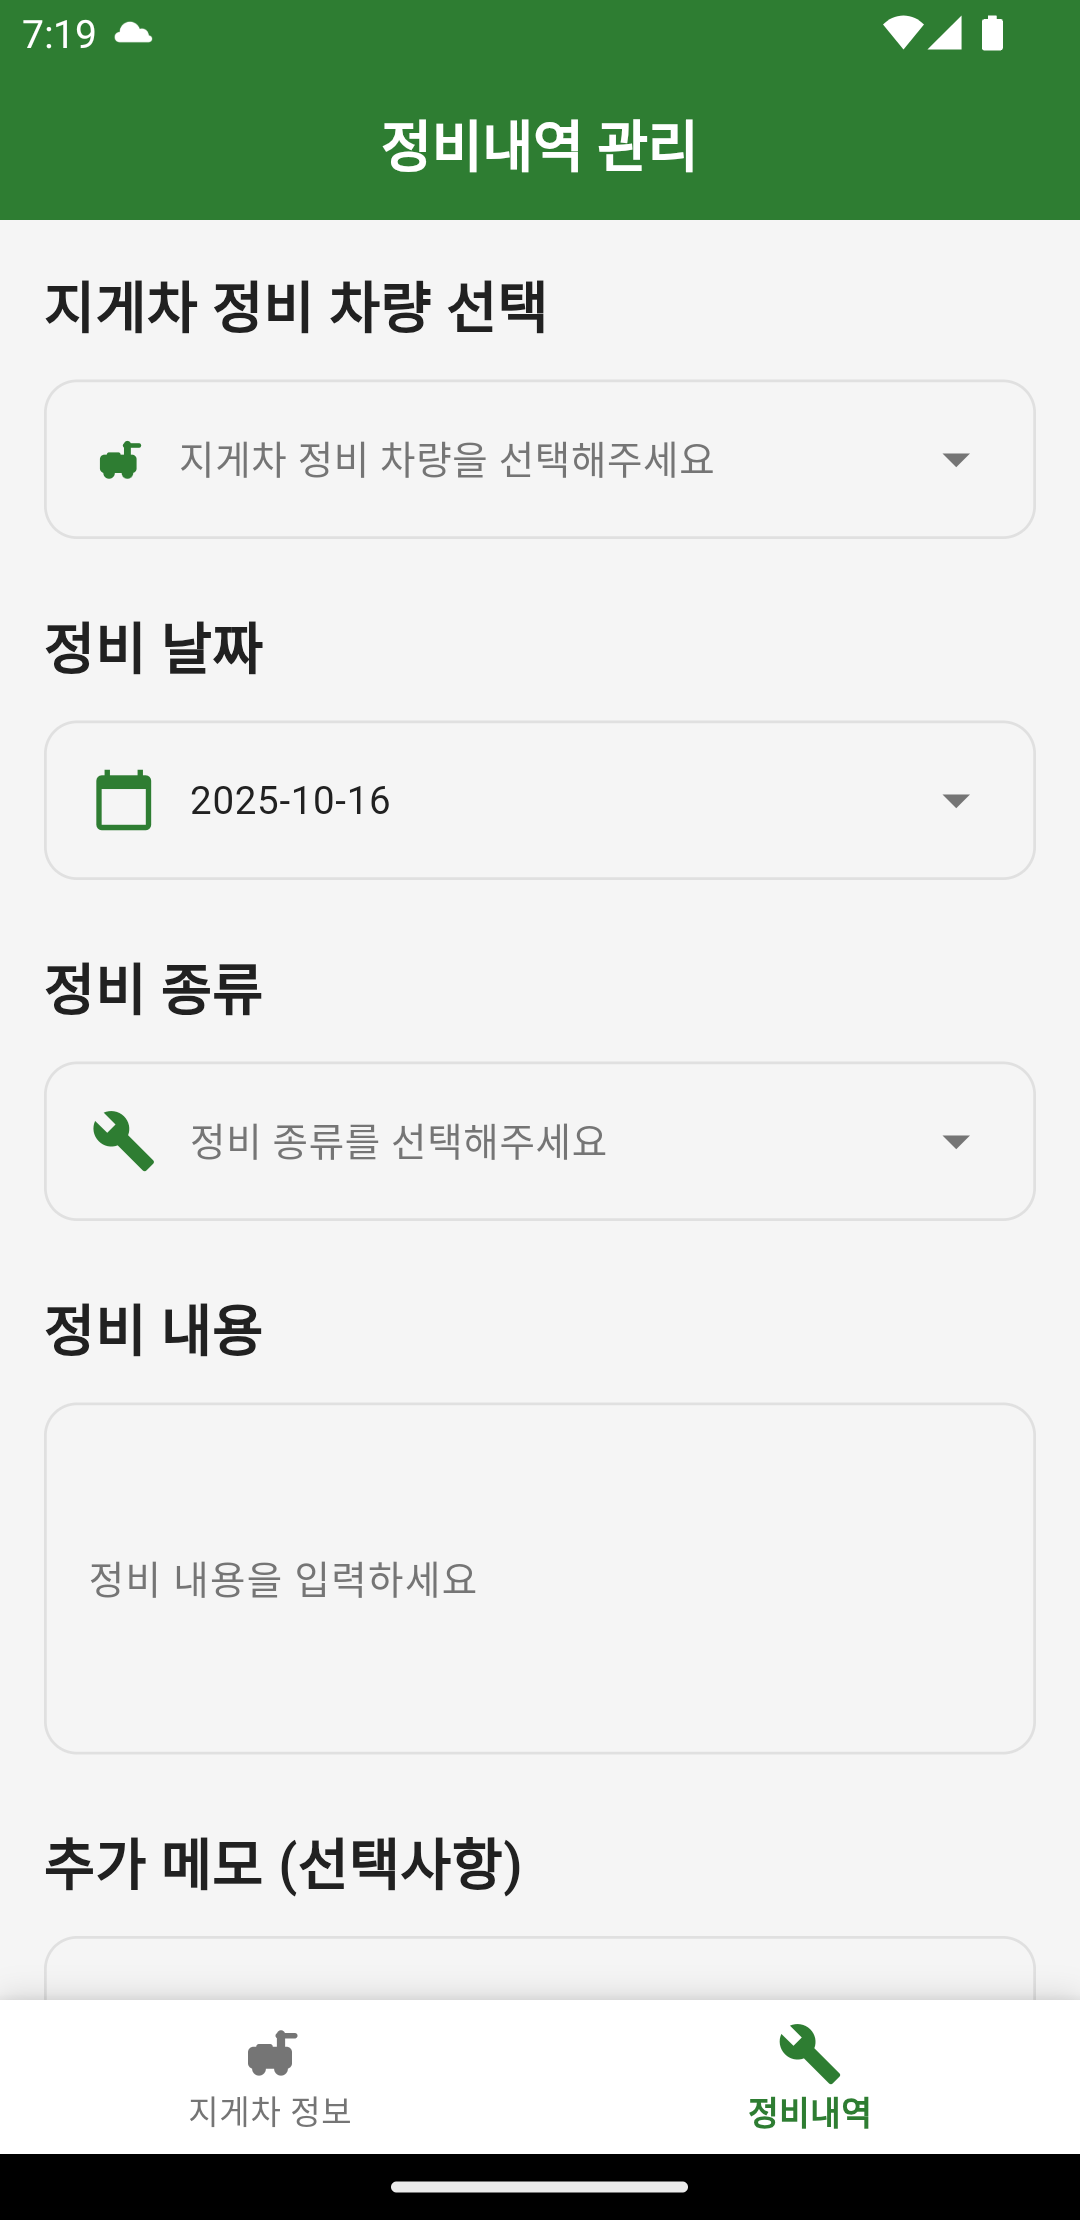 7:19
정비내역 관리
지게차 정비 차량 선택
지게차 정비 차량을 선택해주세요
정비 날짜
2025-10-16
정비 종류
정비 종류를 선택해주세요
정비 내용
정비 내용을 입력하세요
추가 메모 (선택사항)
지게차 정보
정비내역